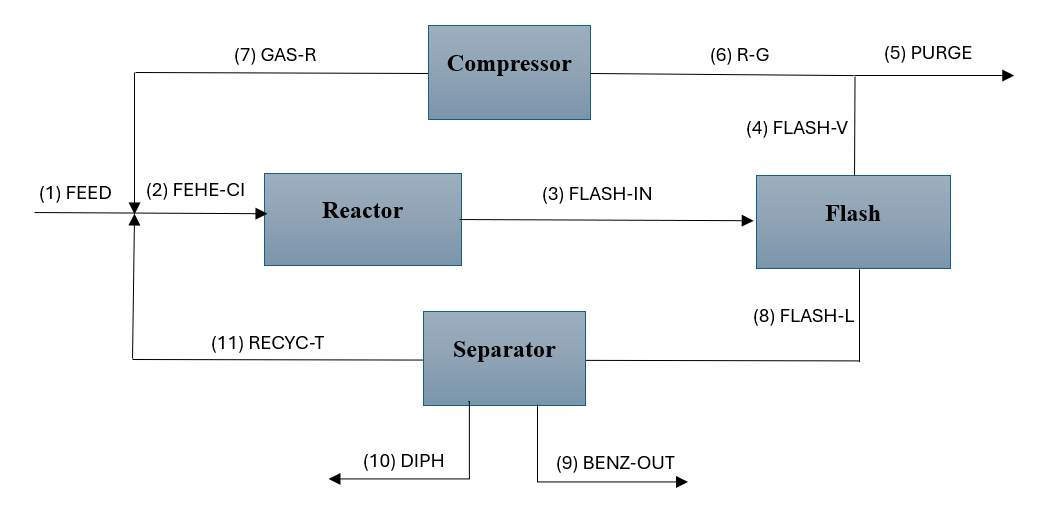 (7) GAS-R
Compressor
(6) R-G
(5) PURGE
(4) FLASH-V
(1) FEED
(2) FEHE-CI
Reactor
(3) FLASH-IN
Flash
(8) FLASH-L
(11) RECYC-T
Separator
(10) DIPH
(9) BENZ-OUT